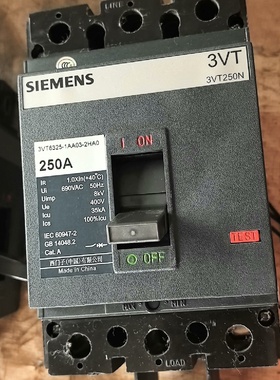 LINE
SIEMENS
3VT
3VT250N
3VT8325-1AA03-2HA0
250A
IR 1.0XIn(+40°C)
Ui 690VAC 50Hz
Uimp 8kV
Ue 400V
Icu 35kA
Ics 100%Icu
IEC 60947-2
GB 14048.2
Cat. A
西门子(中国)有限公司
Made in China
I ON
OFF
TEST
LOAD